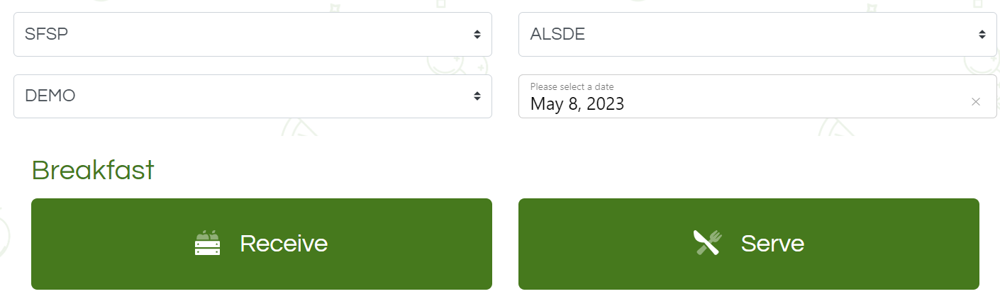 SFSP
ALSDE
DEMO
Please select a date
May 8, 2023
Breakfast
Receive
Serve